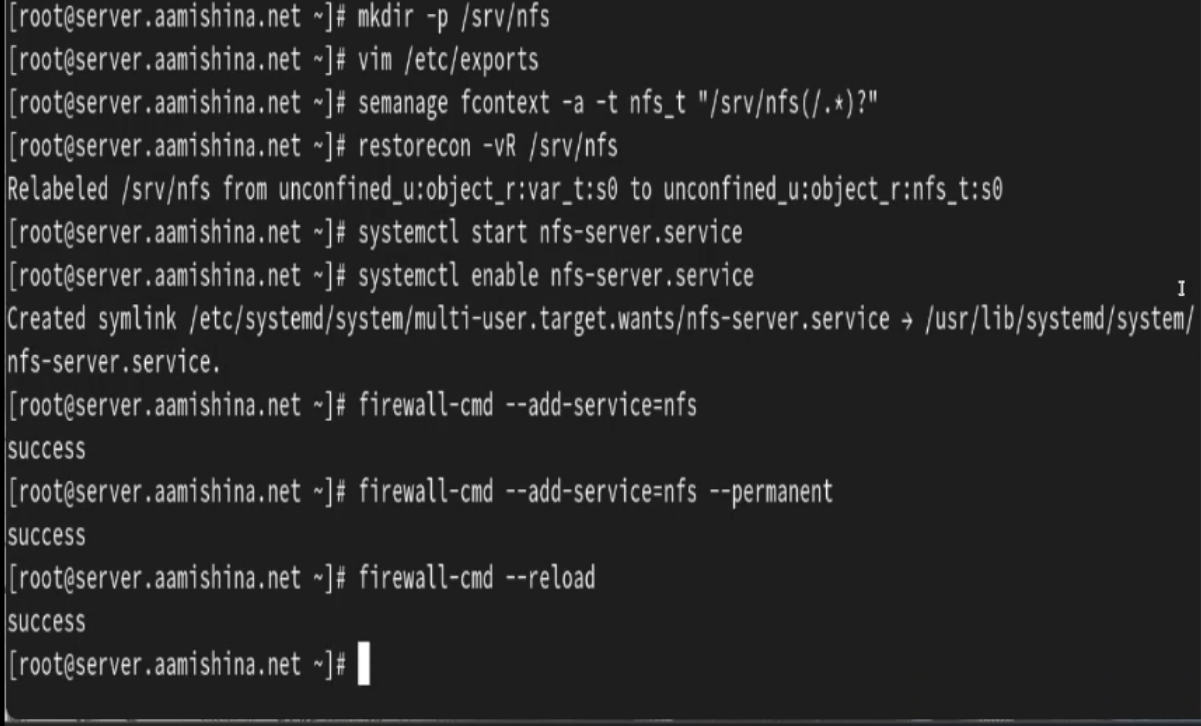 [root@server.aamishina.net ~]# mkdir -p /srv/nfs
[root@server.aamishina.net ~]# vim /etc/exports
[root@server.aamishina.net ~]# semanage fcontext -a -t nfs_t "/srv/nfs(/.*)?"
[root@server.aamishina.net ~]# restorecon -vR /srv/nfs
Relabeled /srv/nfs from unconfined_u:object_r:var_t:s0 to unconfined_u:object_r:nfs_t:s0
[root@server.aamishina.net ~]# systemctl start nfs-server.service
[root@server.aamishina.net ~]# systemctl enable nfs-server.service
Created symlink /etc/systemd/system/multi-user.target.wants/nfs-server.service → /usr/lib/systemd/system/
nfs-server.service.
[root@server.aamishina.net ~]# firewall-cmd --add-service=nfs
success
[root@server.aamishina.net ~]# firewall-cmd --add-service=nfs --permanent
success
[root@server.aamishina.net ~]# firewall-cmd --reload
success
[root@server.aamishina.net ~]#